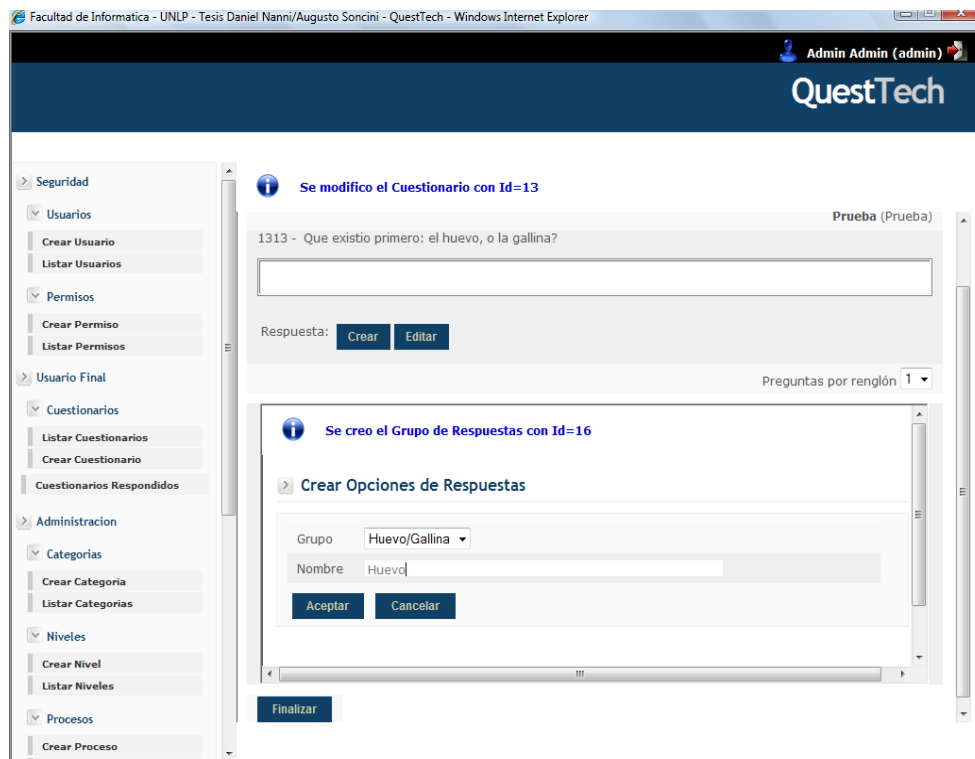 Facultad de Informatica - UNLP - Tesis Daniel Nanni/Augusto Soncini - QuestTech - Windows Internet Explorer
Admin Admin (admin)
QuestTech
Seguridad
Usuarios
Crear Usuario
Listar Usuarios
Permisos
Crear Permiso
Listar Permisos
Usuario Final
Cuestionarios
Listar Cuestionarios
Crear Cuestionario
Cuestionarios Respondidos
Administracion
Categorias
Crear Categoria
Listar Categorias
Niveles
Crear Nivel
Listar Niveles
Procesos
Crear Proceso
Se modifico el Cuestionario con Id=13
Prueba (Prueba)
1313 - Que existio primero: el huevo, o la gallina?
Respuesta: Crear Editar
Preguntas por renglón 1
Se creo el Grupo de Respuestas con Id=16
Crear Opciones de Respuestas
Grupo Huevo/Gallina
Nombre Huevo
Aceptar Cancelar
Finalizar